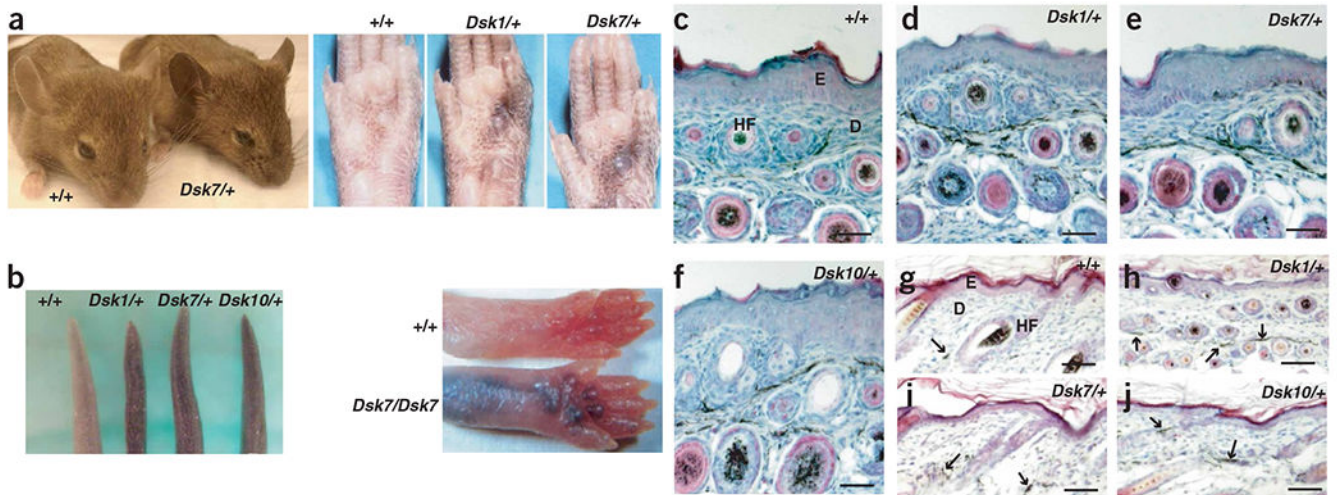 a
+/+
Dsk7/+
+/+
Dsk1/+
Dsk7/+
b
+/+
Dsk1/+
Dsk7/+
Dsk10/+
+/+
Dsk7/Dsk7
c
+/+
E
HF
D
d
Dsk1/+
e
Dsk7/+
f
Dsk10/+
g
+/+
E
D
HF
h
Dsk1/+
i
Dsk7/+
j
Dsk10/+